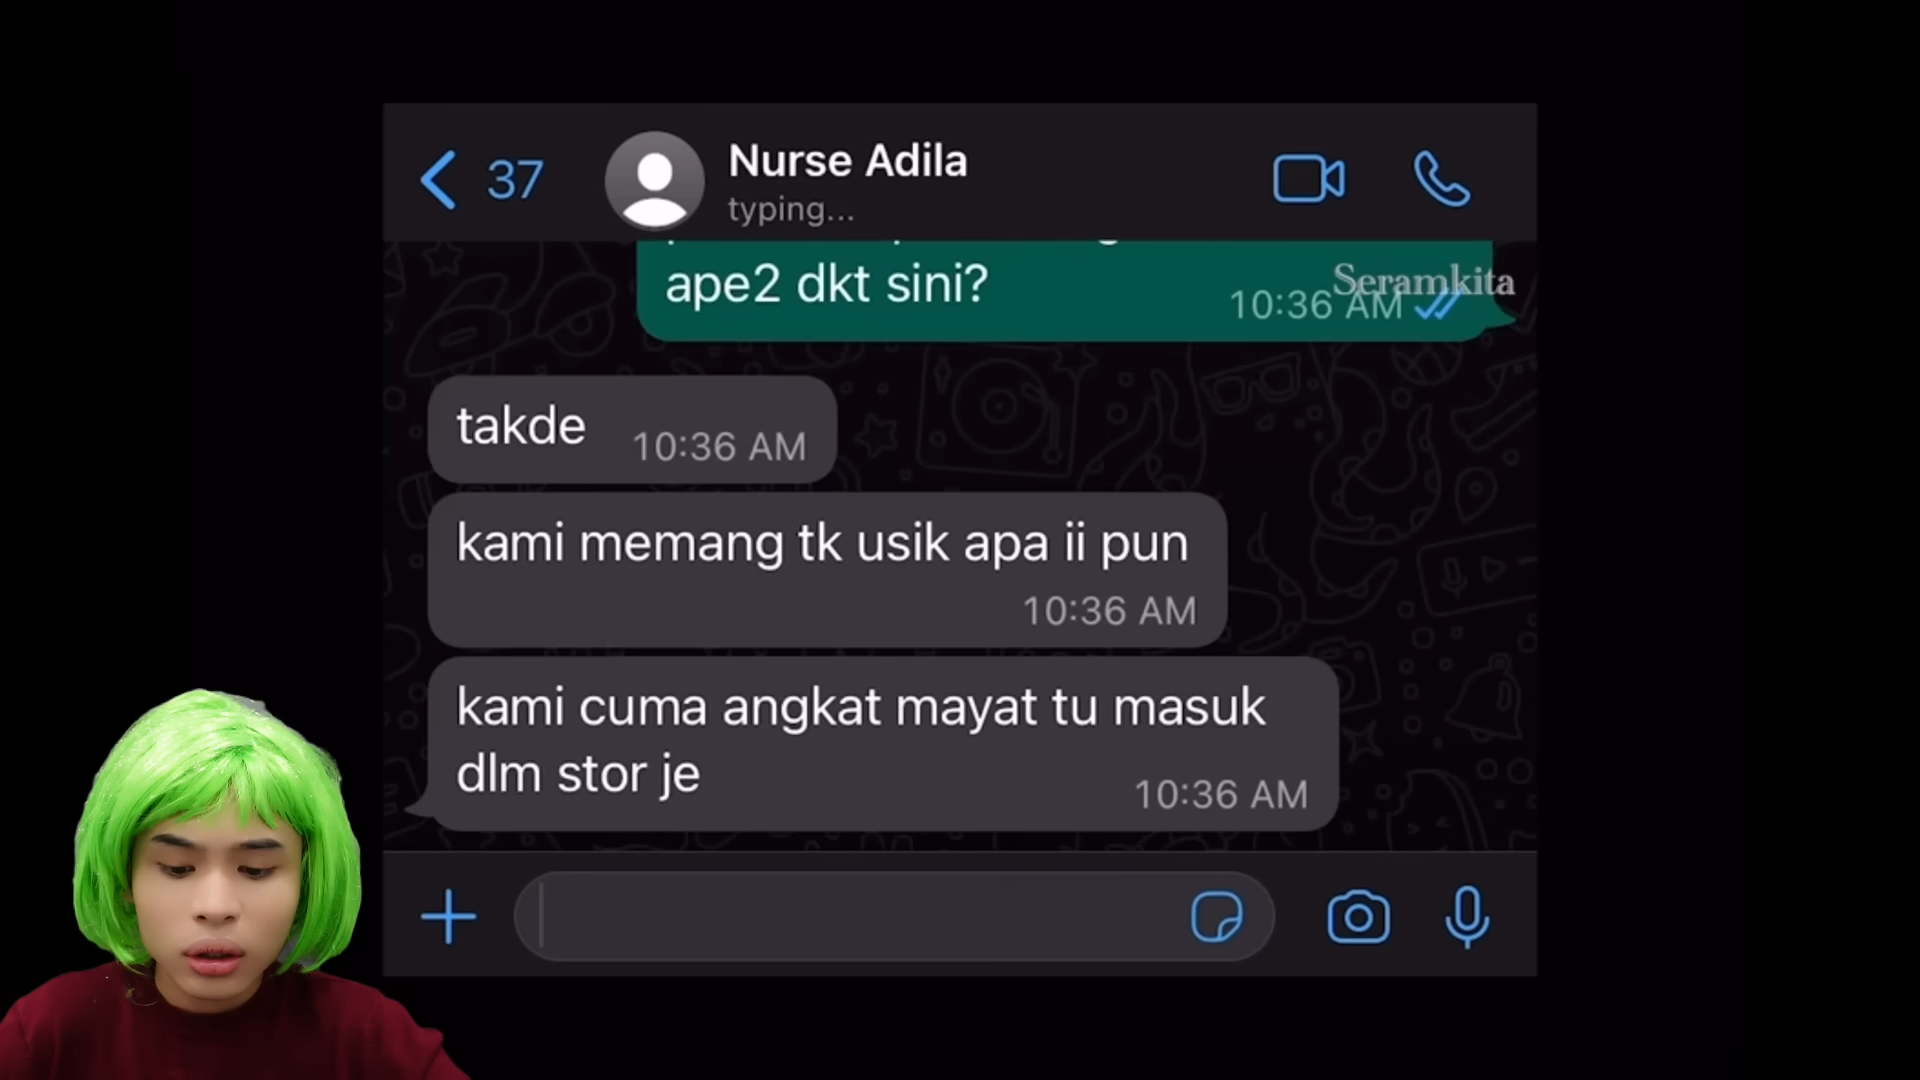 37
Nurse Adila
typing...
ape2 dkt sini?
10:36 AM
Seramkita
takde
10:36 AM
kami memang tk usik apa ii pun
10:36 AM
kami cuma angkat mayat tu masuk
dlm stor je
10:36 AM